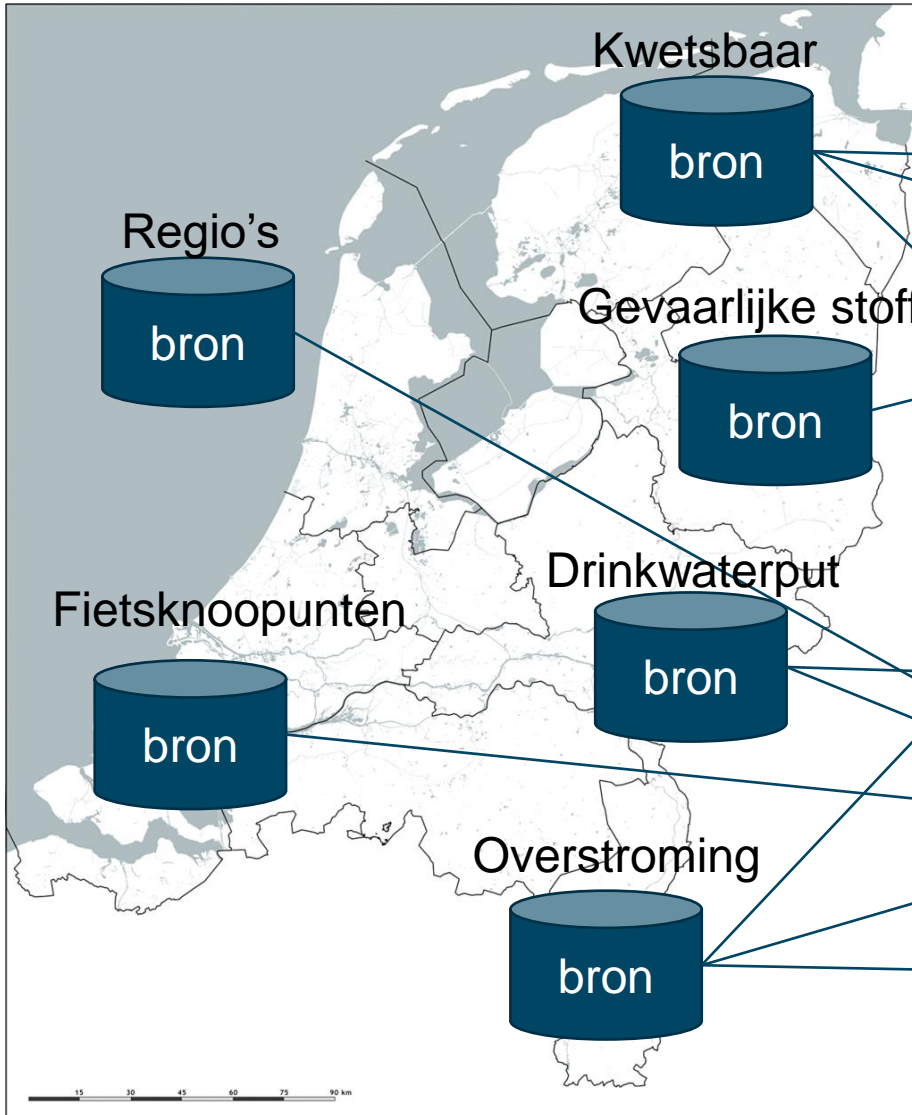 Kwetsbaar
bron
Regio's
bron
Gevaarlijke stoff
bron
Drinkwaterput
bron
Fietsknoopunten
bron
Overstroming
bron
15 30 45 60 75 90 km